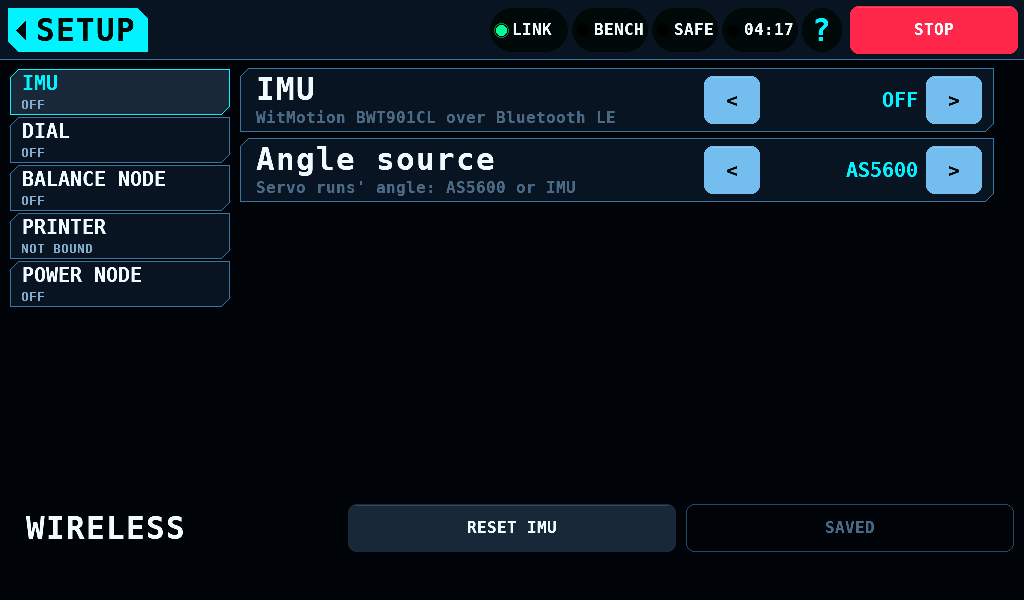 SETUP
LINK
BENCH
SAFE
04:17
?
STOP
IMU
OFF
DIAL
OFF
BALANCE NODE
OFF
PRINTER
NOT BOUND
POWER NODE
OFF
IMU
WitMotion BWT901CL over Bluetooth LE
<
OFF
>
Angle source
Servo runs' angle: AS5600 or IMU
<
AS5600
>
WIRELESS
RESET IMU
SAVED